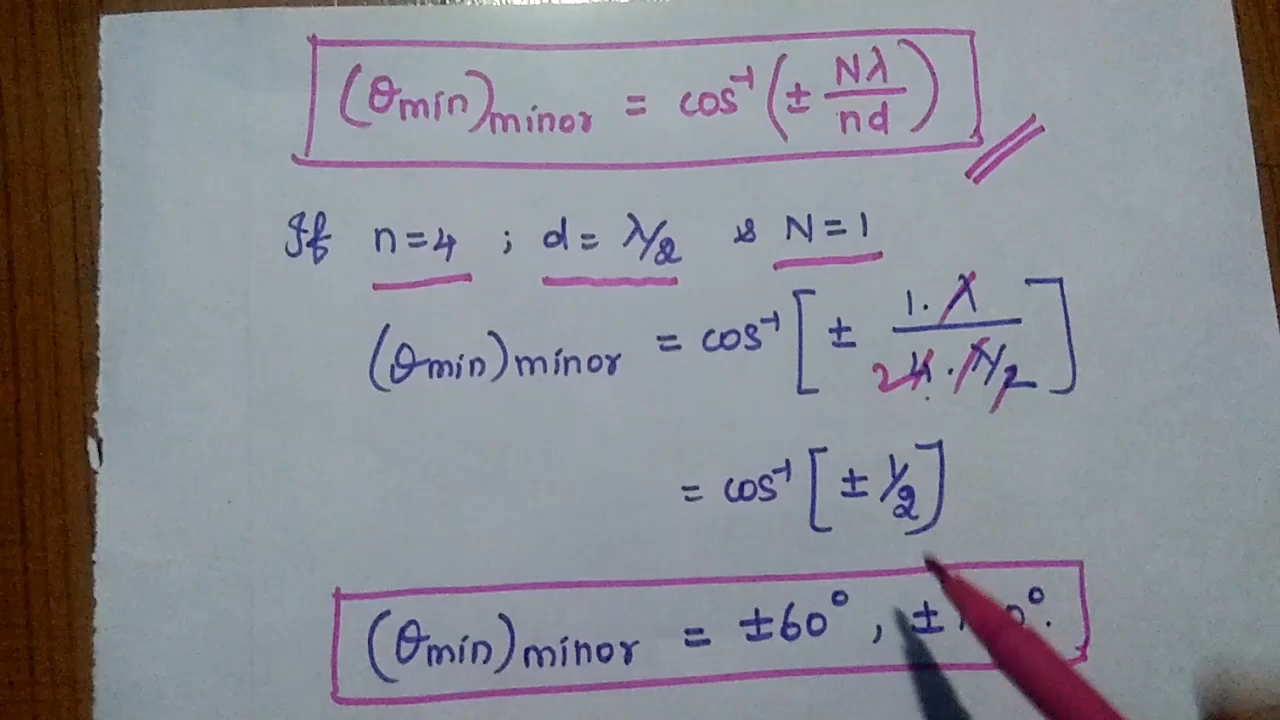 (θmin)minor = cos⁻¹(± Nλ/nd)
If n=4 ; d=λ/2 & N=1
(θmin)minor = cos⁻¹[± 1.λ/24.λ/2]
= cos⁻¹[± 1/2]
(θmin)minor = ±60°, ±